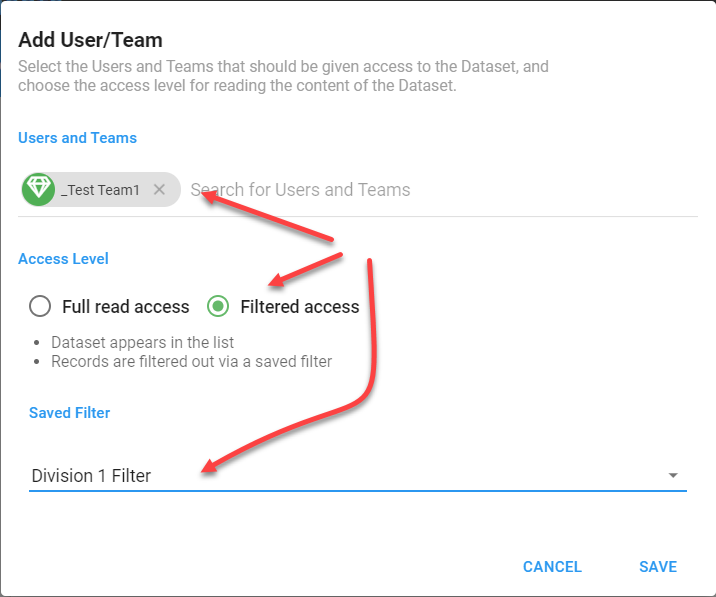 Add User/Team
Select the Users and Teams that should be given access to the Dataset, and
choose the access level for reading the content of the Dataset.
Users and Teams
_Test Team1 Search for Users and Teams
Access Level
Full read access Filtered access
Dataset appears in the list
Records are filtered out via a saved filter
Saved Filter
Division 1 Filter
CANCEL SAVE